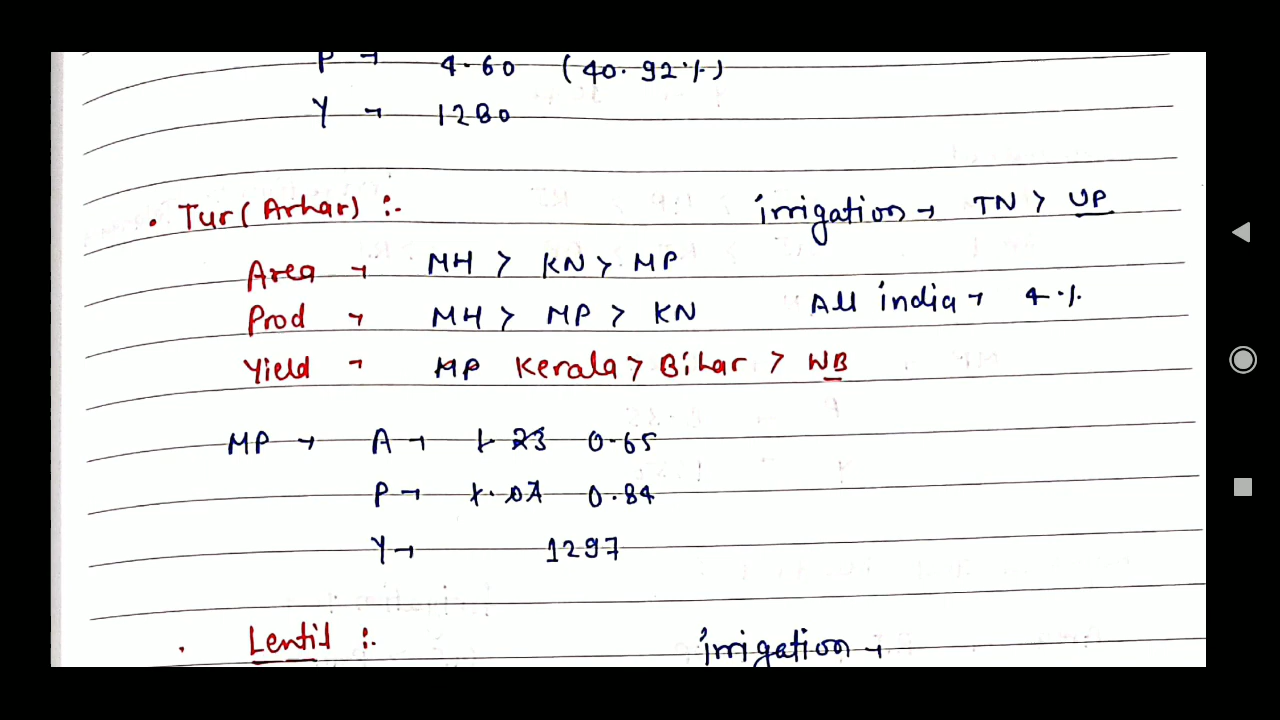 P → 4.60 (40.92%)
Y → 1280
• Tur (Arhar) :-
irrigation → TN > UP
Area → MH > KN > MP
Prod → MH > MP > KN
All india → 4%
Yield → MP Kerala > Bihar > WB
MP → A → 1.23 0.65
P → 1.07 0.84
Y → 1297
• Lentil :-
irrigation →